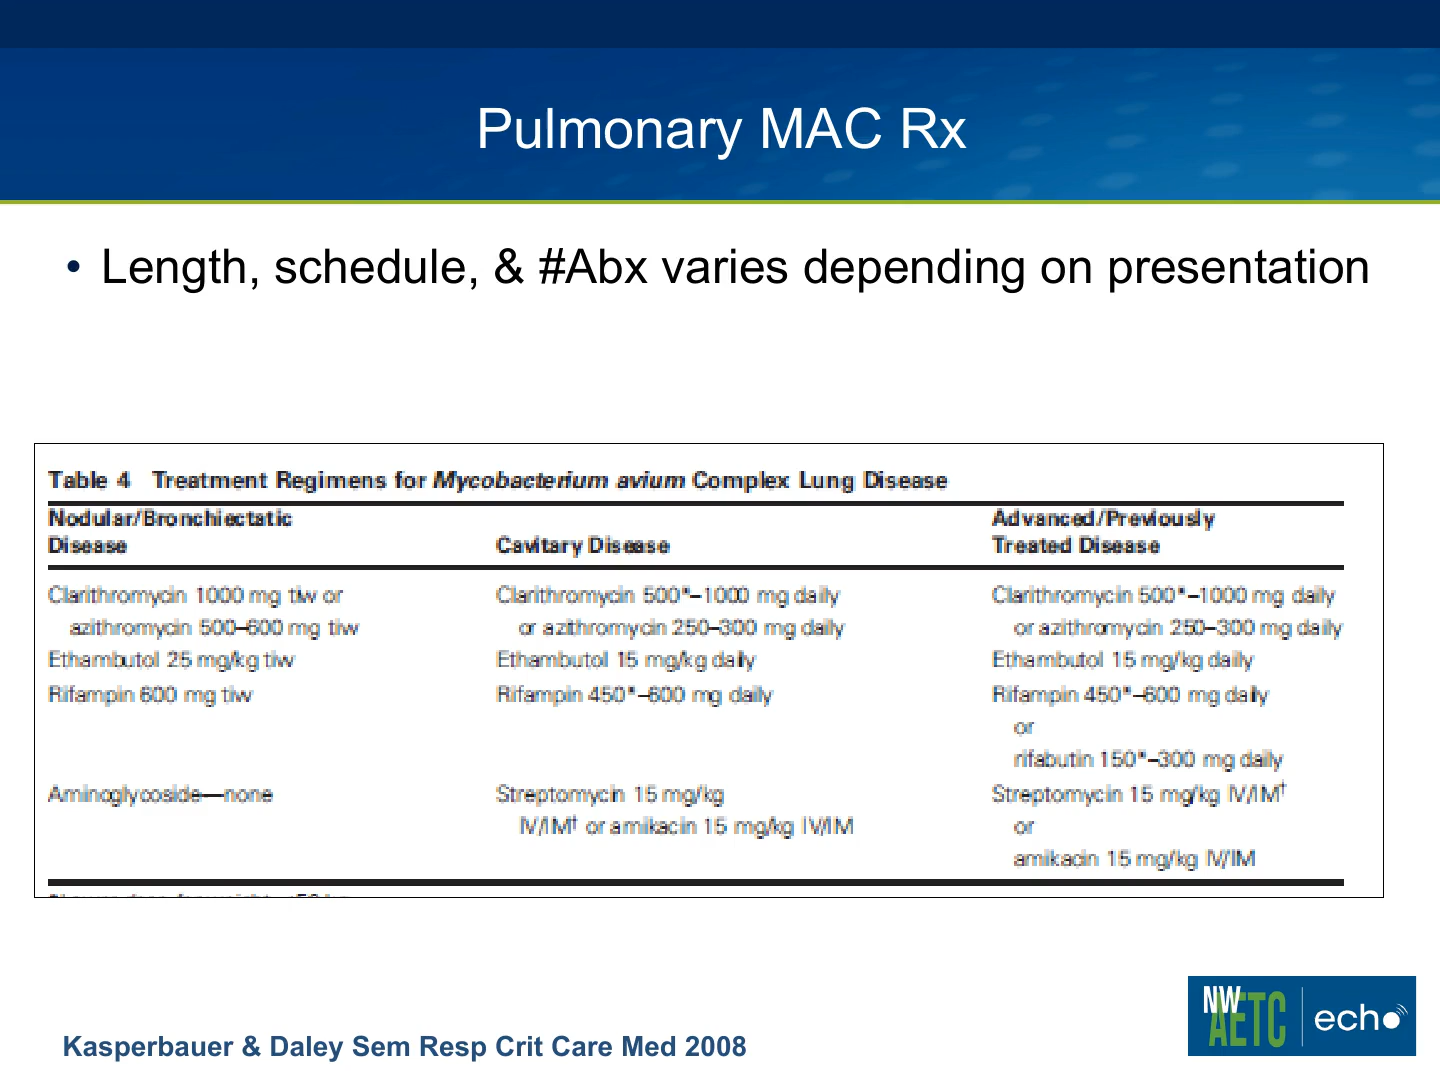 Pulmonary MAC Rx
• Length, schedule, & #Abx varies depending on presentation
Table 4 Treatment Regimens for Mycobacterium avium Complex Lung Disease
Nodular/Bronchiectatic Disease
Cavitary Disease
Advanced/Previously Treated Disease
Clarithromycin 1000 mg tiw or
azithromycin 500–600 mg tiw
Clarithromycin 500*–1000 mg daily
or azithromycin 250–300 mg daily
Clarithromycin 500*–1000 mg daily
or azithromycin 250–300 mg daily
Ethambutol 25 mg/kg tiw
Ethambutol 15 mg/kg daily
Ethambutol 15 mg/kg daily
Rifampin 600 mg tiw
Rifampin 450*–600 mg daily
Rifampin 450*–600 mg daily
or
rifabutin 150*–300 mg daily
Aminoglycoside—none
Streptomycin 15 mg/kg
IV/IM† or amikacin 15 mg/kg IV/IM
Streptomycin 15 mg/kg IV/IM†
or
amikacin 15 mg/kg IV/IM
Kasperbauer & Daley Sem Resp Crit Care Med 2008
NW
AETC
echo